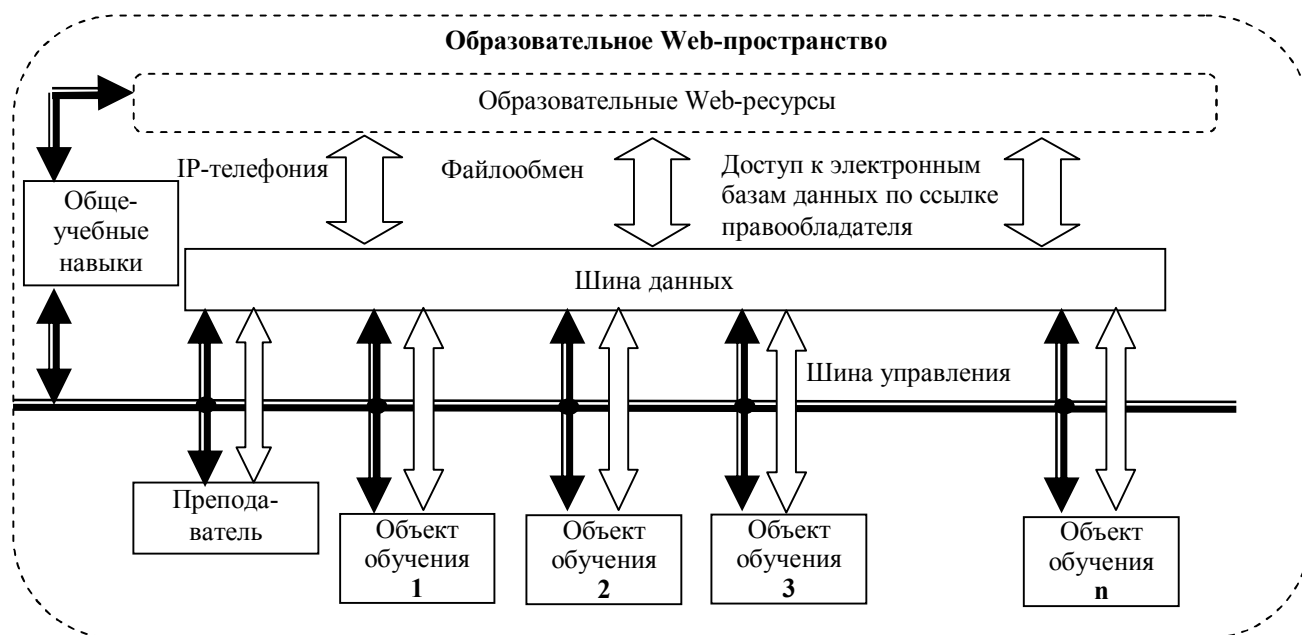 Образовательное Web-пространство
Образовательные Web-ресурсы
IP-телефония
Файлообмен
Доступ к электронным
базам данных по ссылке
правообладателя
Обще-
учебные
навыки
Шина данных
Шина управления
Препода-
ватель
Объект
обучения
1
Объект
обучения
2
Объект
обучения
3
Объект
обучения
n